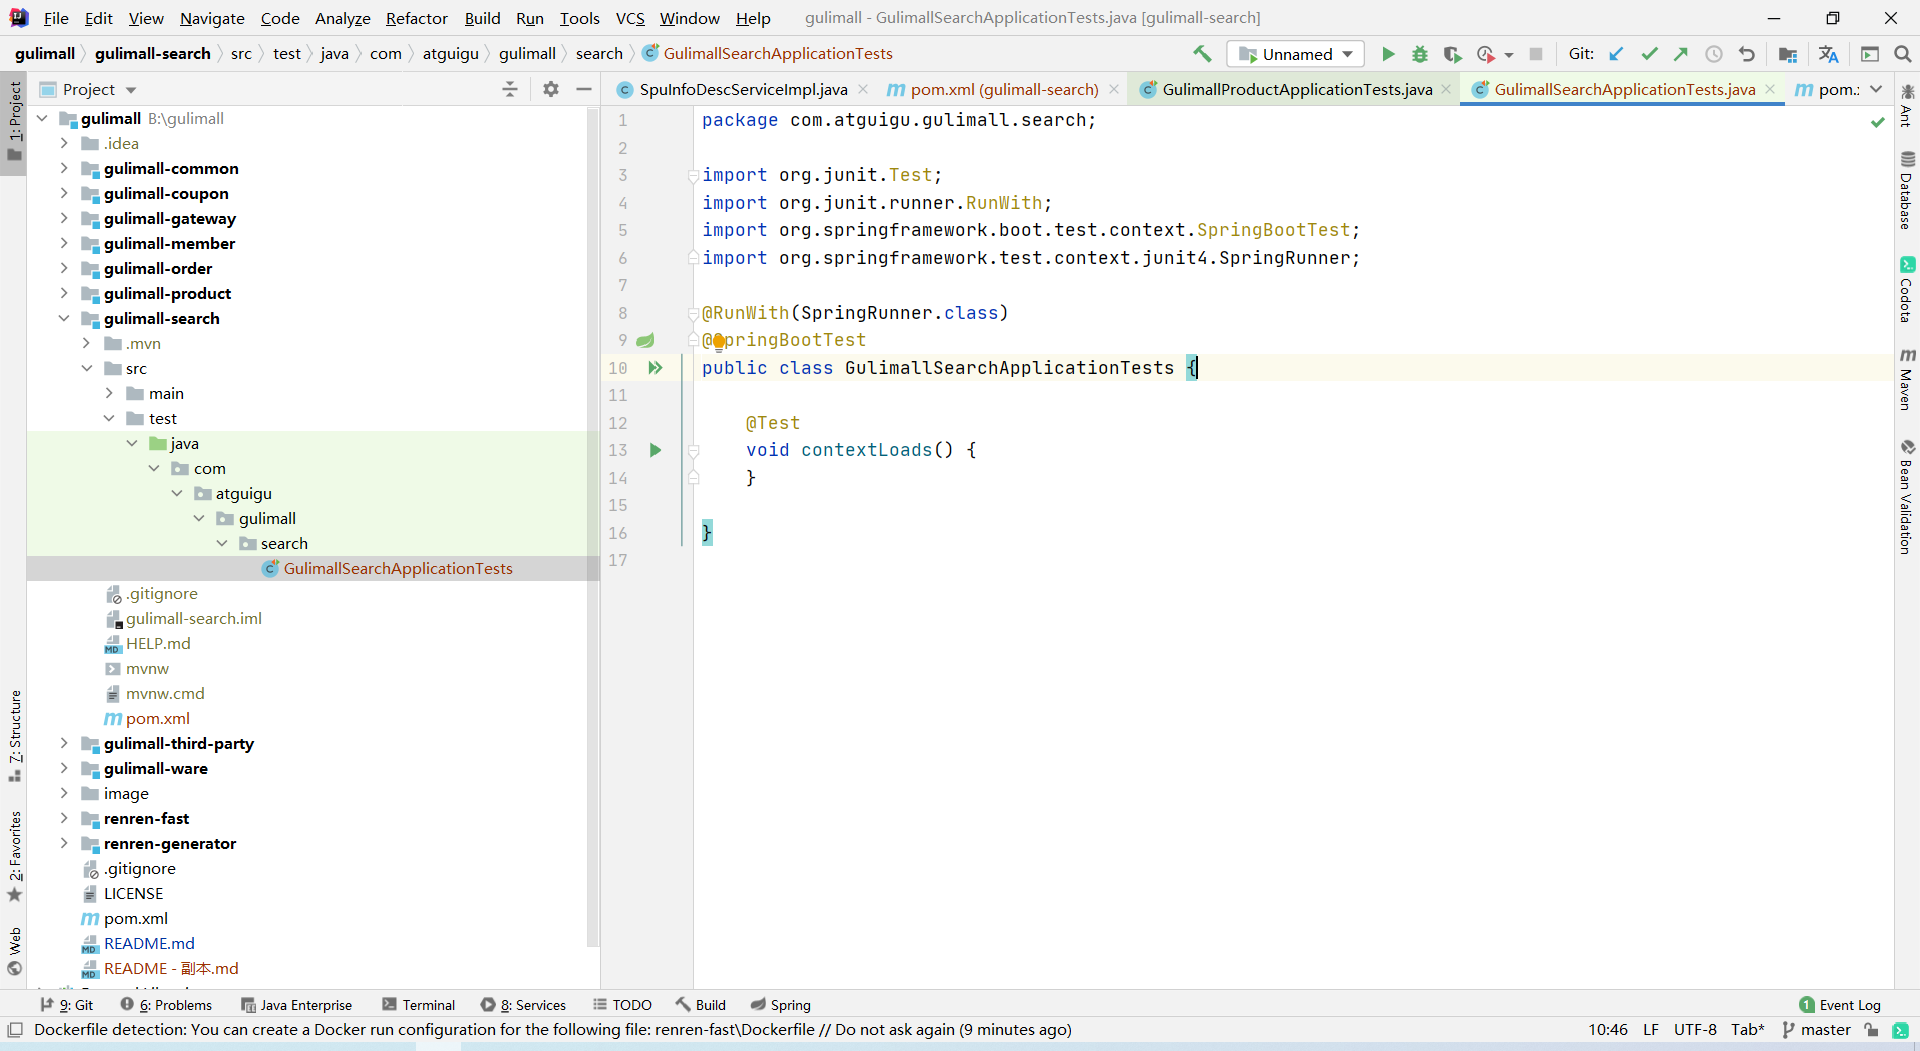 File Edit View Navigate Code Analyze Refactor Build Run Tools VCS Window Help gulimall - GulimallSearchApplicationTests.java [gulimall-search]
gulimall gulimall-search src test java com atguigu gulimall search GulimallSearchApplicationTests Unnamed Git:
Project
SpuInfoDescServiceImpl.java pom.xml (gulimall-search) GulimallProductApplicationTests.java GulimallSearchApplicationTests.java pom.:
1: Project
7: Structure
2: Favorites
Web
gulimall B:\gulimall
.idea
gulimall-common
gulimall-coupon
gulimall-gateway
gulimall-member
gulimall-order
gulimall-product
gulimall-search
.mvn
src
main
test
java
com
atguigu
gulimall
search
GulimallSearchApplicationTests
.gitignore
gulimall-search.iml
HELP.md
mvnw
mvnw.cmd
pom.xml
gulimall-third-party
gulimall-ware
image
renren-fast
renren-generator
.gitignore
LICENSE
pom.xml
README.md
README - 副本.md
1 package com.atguigu.gulimall.search;
2
3 import org.junit.Test;
4 import org.junit.runner.RunWith;
5 import org.springframework.boot.test.context.SpringBootTest;
6 import org.springframework.test.context.junit4.SpringRunner;
7
8 @RunWith(SpringRunner.class)
9 @SpringBootTest
10 public class GulimallSearchApplicationTests {
11
12 @Test
13 void contextLoads() {
14 }
15
16 }
17
Ant
Database
Codota
Maven
Bean Validation
9: Git 6: Problems Java Enterprise Terminal 8: Services TODO Build Spring 1 Event Log
Dockerfile detection: You can create a Docker run configuration for the following file: renren-fast\Dockerfile // Do not ask again (9 minutes ago) 10:46 LF UTF-8 Tab* master